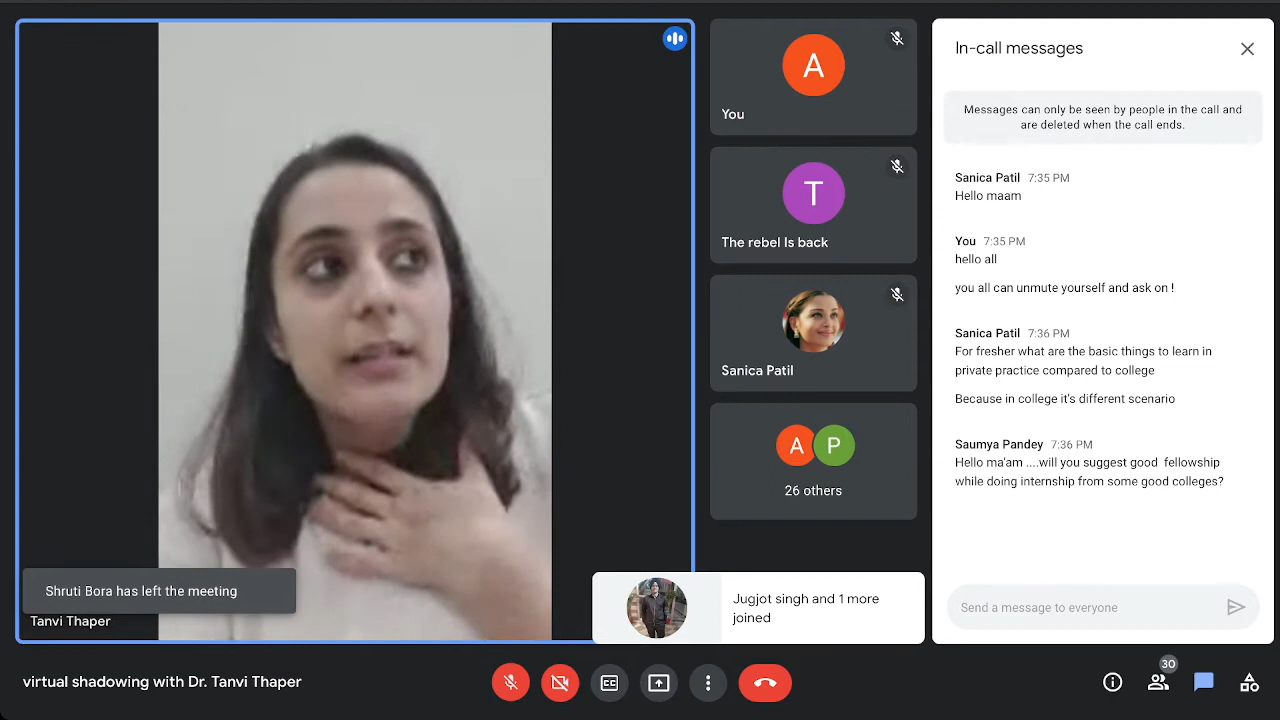 You
The rebel Is back
Sanica Patil
26 others
A
T
A
P
Shruti Bora has left the meeting
Tanvi Thaper
Jugjot singh and 1 more
joined
In-call messages
Messages can only be seen by people in the call and
are deleted when the call ends.
Sanica Patil 7:35 PM
Hello maam
You 7:35 PM
hello all
you all can unmute yourself and ask on !
Sanica Patil 7:36 PM
For fresher what are the basic things to learn in
private practice compared to college
Because in college it's different scenario
Saumya Pandey 7:36 PM
Hello ma'am ....will you suggest good fellowship
while doing internship from some good colleges?
Send a message to everyone
virtual shadowing with Dr. Tanvi Thaper
CC
30